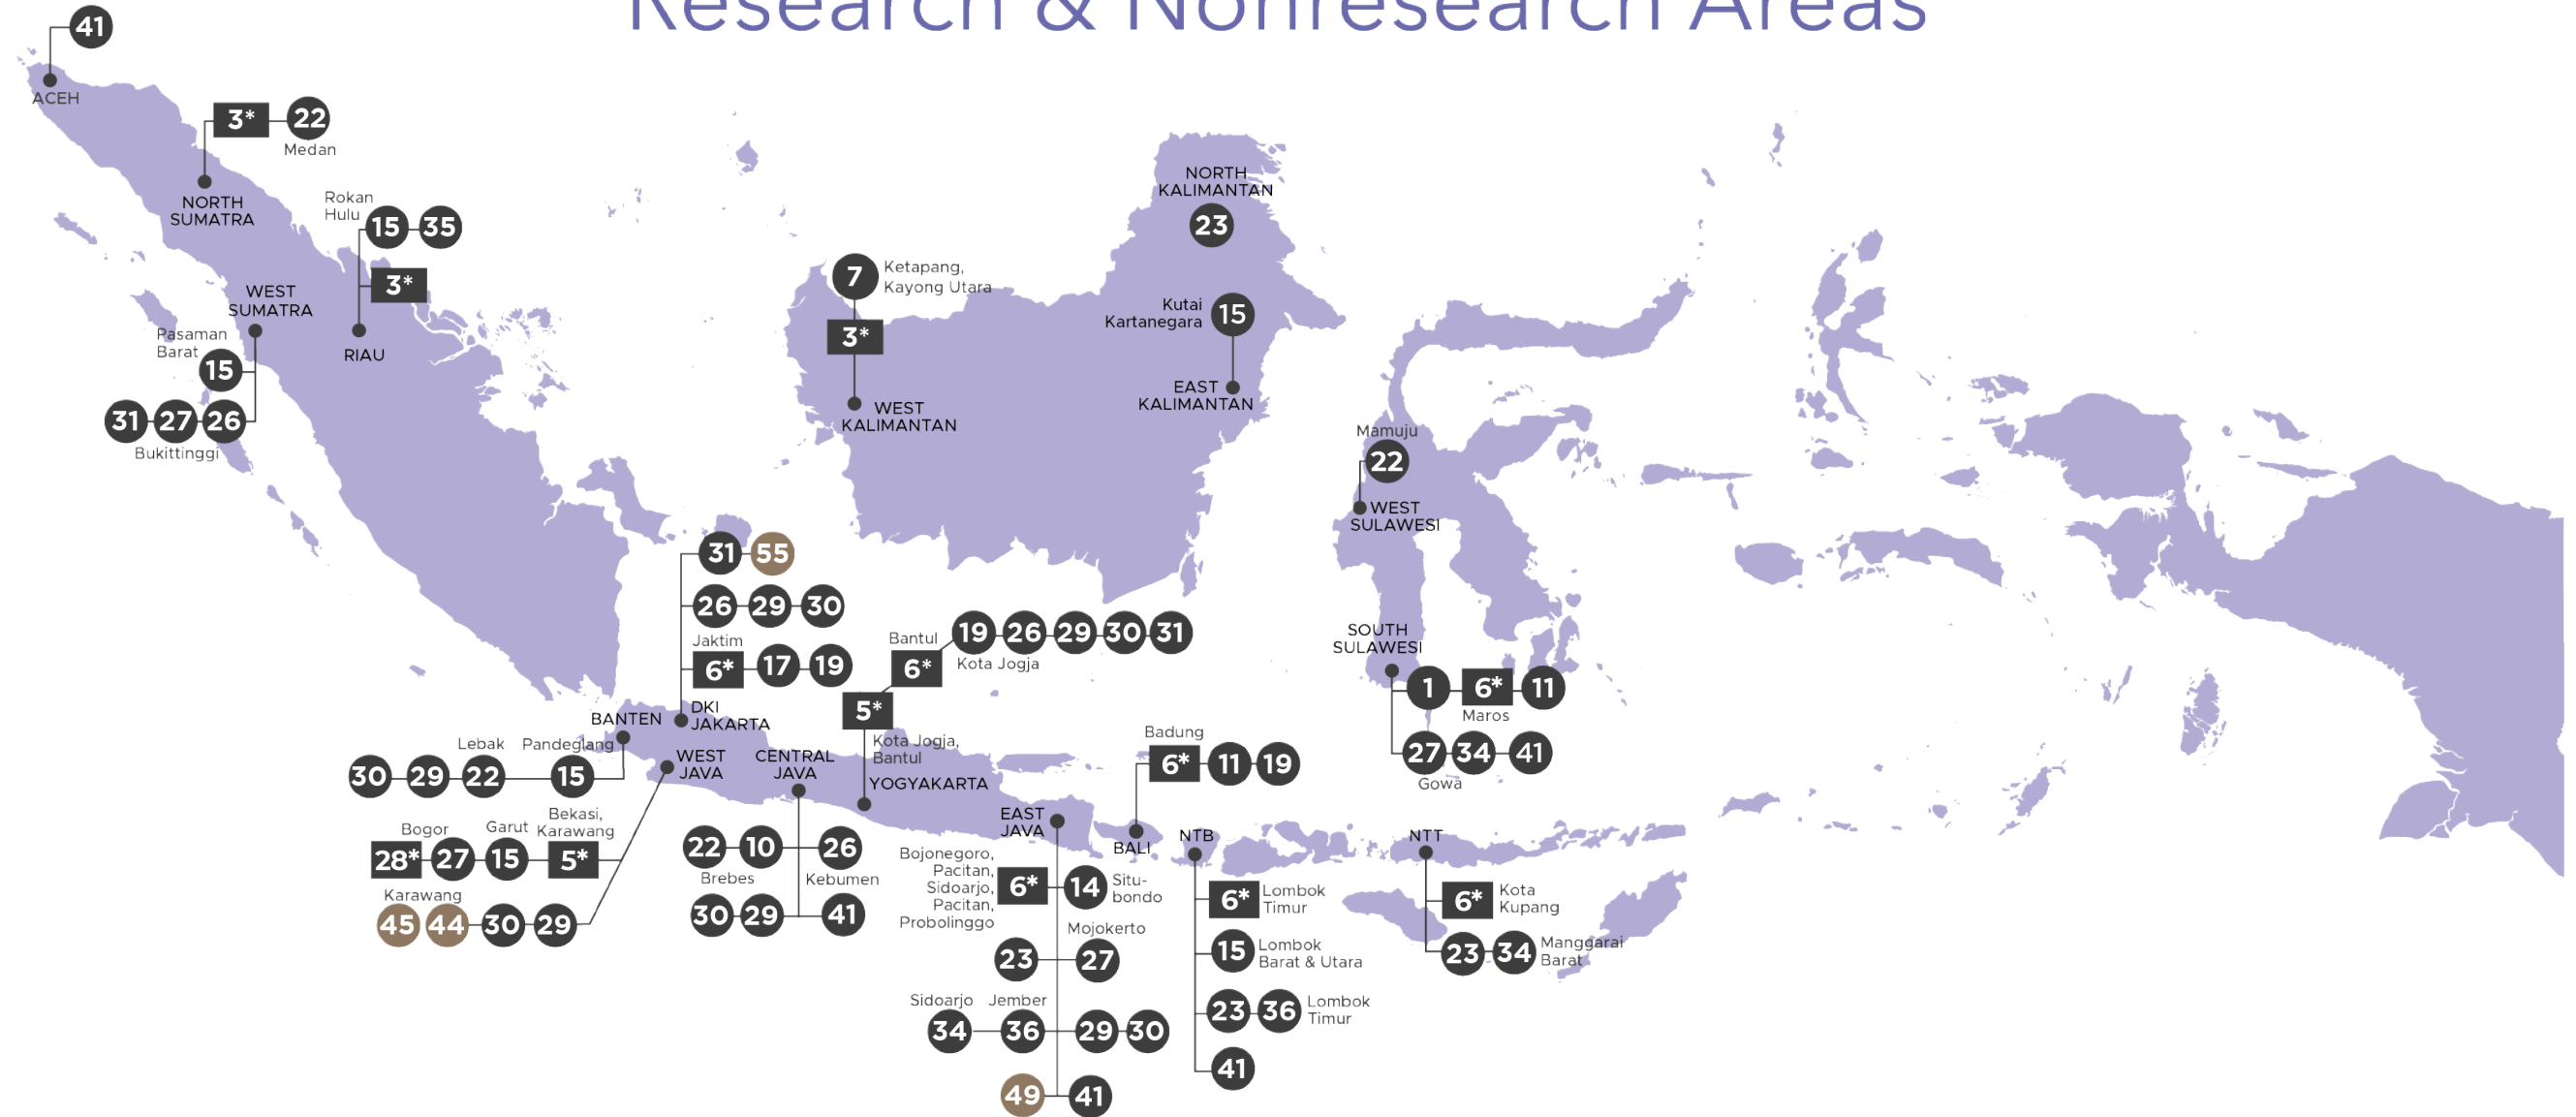 Research & Nonresearch Areas
41
ACEH
3*
22
Medan
NORTH
SUMATRA
Rokan
Hulu
15
35
3*
RIAU
WEST
SUMATRA
Pasaman
Barat
15
31
27
26
Bukittinggi
7
Ketapang,
Kayong Utara
3*
WEST
KALIMANTAN
NORTH
KALIMANTAN
23
Kutai
Kartanegara
15
EAST
KALIMANTAN
Mamuju
22
WEST
SULAWESI
SOUTH
SULAWESI
1
6*
11
Maros
27
34
41
Gowa
31
55
26
29
30
Jaktim
6*
17
19
DKI
JAKARTA
BANTEN
Lebak
Pandeglang
30
29
22
15
WEST
JAVA
Bogor
Garut
Bekasi,
Karawang
28*
27
15
5*
Karawang
45
44
30
29
CENTRAL
JAVA
22
10
26
Brebes
Kebumen
30
29
41
Bantul
19
26
29
30
31
6*
Kota Jogja
5*
Kota Jogja,
Bantul
YOGYAKARTA
EAST
JAVA
Bojonegoro,
Pacitan,
Sidoarjo,
Pacitan,
Probolinggo
6*
14
Situ-
bondo
Mojokerto
23
27
Sidoarjo
Jember
34
36
29
30
49
41
Badung
6*
11
19
BALI
NTB
6*
Lombok
Timur
15
Lombok
Barat & Utara
23
36
Lombok
Timur
41
NTT
6*
Kota
Kupang
23
34
Manggarai
Barat